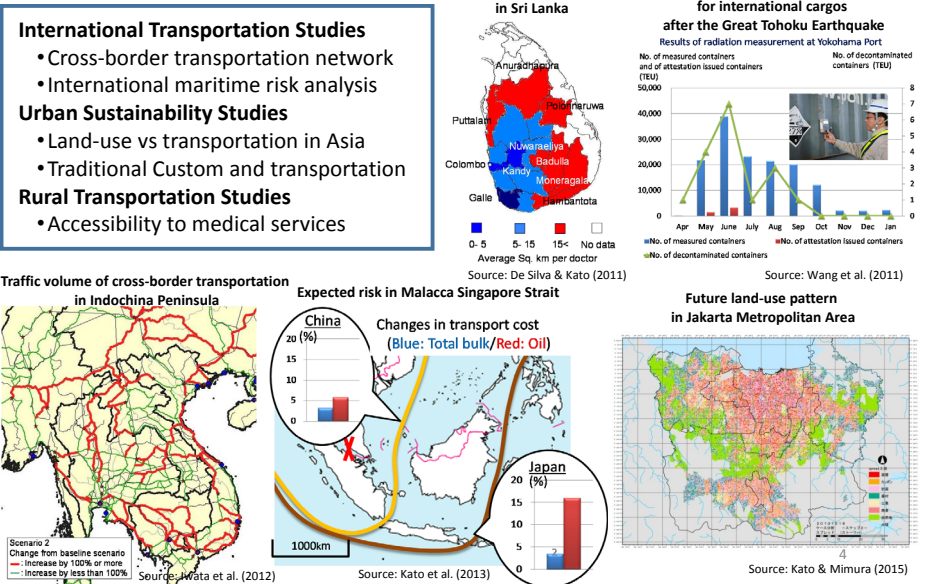 International Transportation Studies
•Cross-border transportation network
•International maritime risk analysis
Urban Sustainability Studies
•Land-use vs transportation in Asia
•Traditional Custom and transportation
Rural Transportation Studies
•Accessibility to medical services
in Sri Lanka
Anuradhapura
Polonnaruwa
Puttalam
Nuwaraeliya
Colombo
Badulla
Kandy
Moneragala
Galle
Hambantota
0- 5 5- 15 15< No data
Average Sq. km per doctor
Source: De Silva & Kato (2011)
for international cargos
after the Great Tohoku Earthquake
Results of radiation measurement at Yokohama Port
No. of measured containers
and of attestation issued containers
(TEU)
No. of decontaminated
containers (TEU)
50,000
40,000
30,000
20,000
10,000
0
8
7
6
5
4
3
2
1
0
Apr May June July Aug Sep Oct Nov Dec Jan
No. of measured containers
No. of attestation issued containers
No. of decontaminated containers
Source: Wang et al. (2011)
Traffic volume of cross-border transportation
in Indochina Peninsula
Scenario 2
Change from baseline scenario
: Increase by 100% or more
: Increase by less than 100%
Source: Iwata et al. (2012)
Expected risk in Malacca Singapore Strait
China
(%)
20
15
10
5
0
Changes in transport cost
(Blue: Total bulk/Red: Oil)
X
Japan
(%)
20
15
10
5
0
2
1000km
Source: Kato et al. (2013)
Future land-use pattern
in Jakarta Metropolitan Area
4
Source: Kato & Mimura (2015)